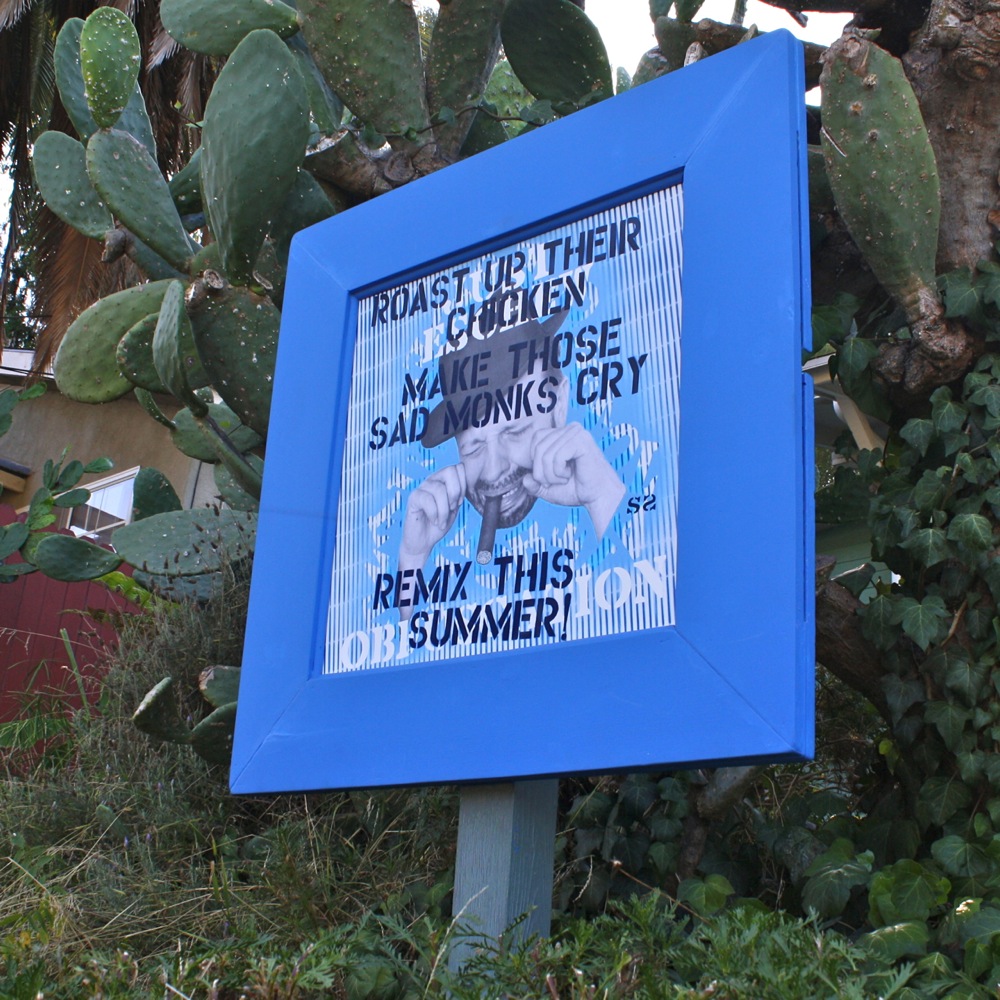 ROAST UP THEIR
CHICKEN
MAKE THOSE
SAD MONKS CRY
REMIX THIS
SUMMER!